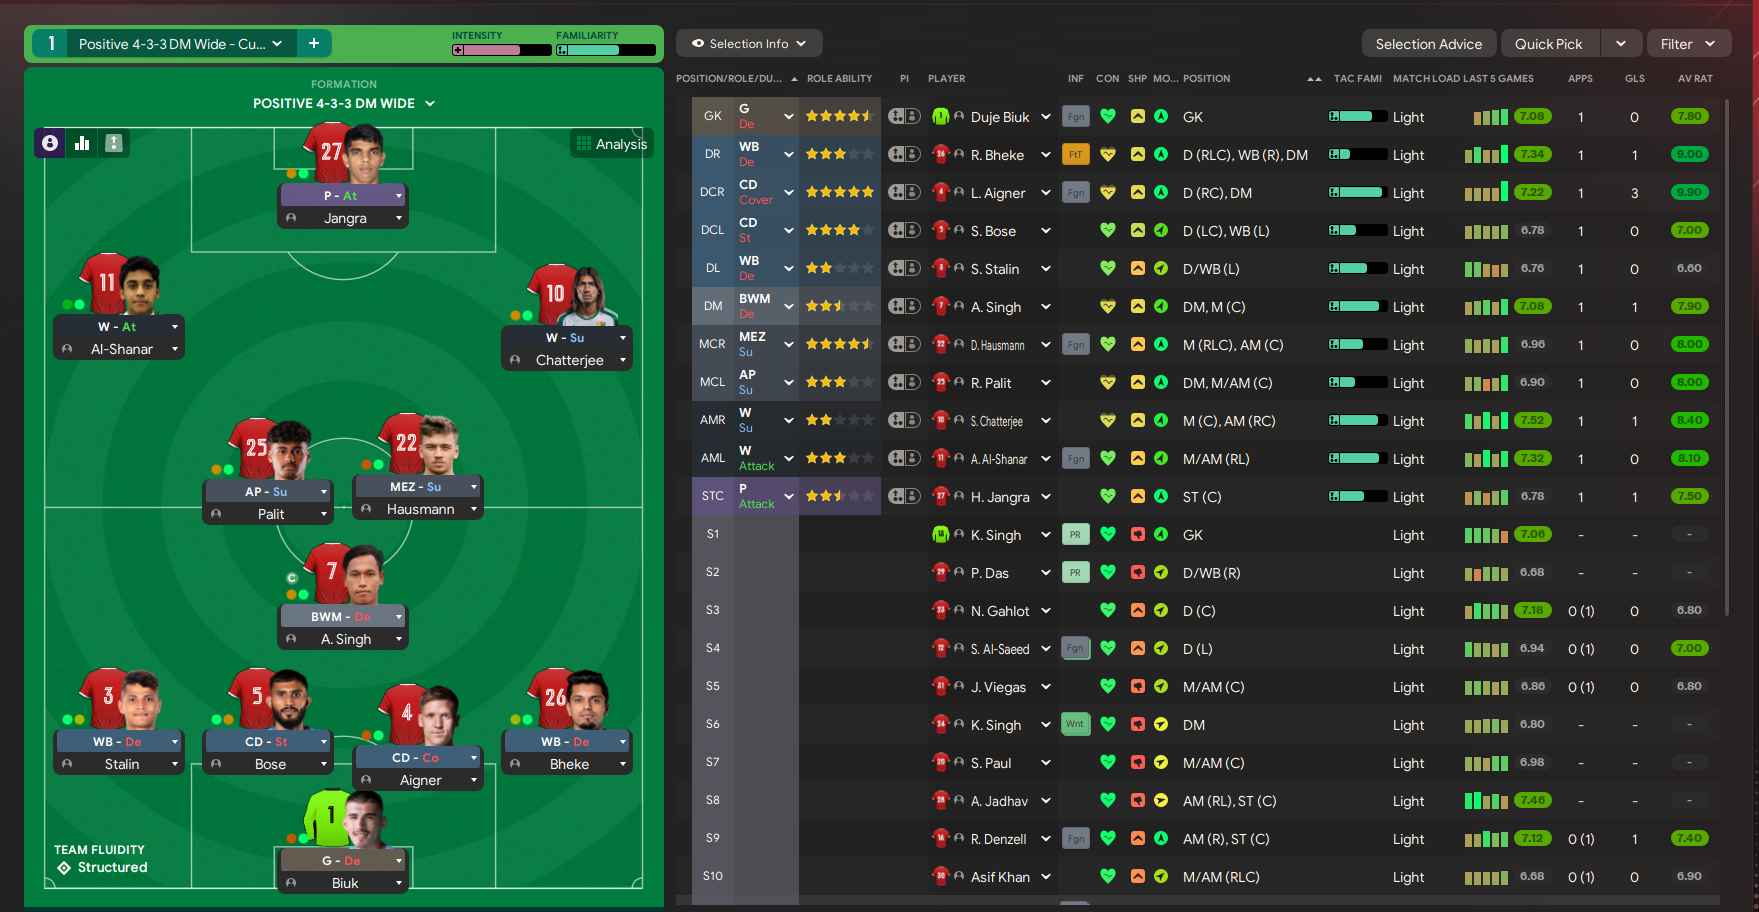 1 Positive 4-3-3 DM Wide - Cu... +
INTENSITY FAMILIARITY
FORMATION
POSITIVE 4-3-3 DM WIDE
Analysis
27
P - At
Jangra
11
W - At
Al-Shanar
10
W - Su
Chatterjee
25
AP - Su
Palit
22
MEZ - Su
Hausmann
7
C
BWM - De
A. Singh
3
WB - De
Stalin
5
CD - St
Bose
4
CD - Co
Aigner
26
WB - De
Bheke
1
G - De
Biuk
TEAM FLUIDITY
Structured
Selection Info Selection Advice Quick Pick Filter
POSITION/ROLE/DU... ROLE ABILITY PI PLAYER INF CON SHP MO... POSITION TAC FAMI MATCH LOAD LAST 5 GAMES APPS GLS AV RAT
GK G De Duje Biuk Fgn GK Light 7.08 1 0 7.80
DR WB De R. Bheke FtT D (RLC), WB (R), DM Light 7.34 1 1 9.00
DCR CD Cover L. Aigner Fgn D (RC), DM Light 7.22 1 3 9.90
DCL CD St S. Bose D (LC), WB (L) Light 6.78 1 0 7.00
DL WB De S. Stalin D/WB (L) Light 6.76 1 0 6.60
DM BWM De A. Singh DM, M (C) Light 7.08 1 1 7.90
MCR MEZ Su D. Hausmann Fgn M (RLC), AM (C) Light 6.96 1 0 8.00
MCL AP Su R. Palit DM, M/AM (C) Light 6.90 1 0 8.00
AMR W Su S. Chatterjee M (C), AM (RC) Light 7.52 1 1 8.40
AML W Attack A. Al-Shanar Fgn M/AM (RL) Light 7.32 1 0 8.10
STC P Attack H. Jangra ST (C) Light 6.78 1 1 7.50
S1 K. Singh PR GK Light 7.06 - - -
S2 P. Das PR D/WB (R) Light 6.68 - - -
S3 N. Gahlot D (C) Light 7.18 0 (1) 0 6.80
S4 S. Al-Saeed Fgn D (L) Light 6.94 0 (1) 0 7.00
S5 J. Viegas M/AM (C) Light 6.86 0 (1) 0 6.80
S6 K. Singh Wnt DM Light 6.80 - - -
S7 S. Paul M/AM (C) Light 6.98 - - -
S8 A. Jadhav AM (RL), ST (C) Light 7.46 - - -
S9 R. Denzell Fgn AM (R), ST (C) Light 7.12 0 (1) 1 7.40
S10 Asif Khan M/AM (RLC) Light 6.68 0 (1) 0 6.90